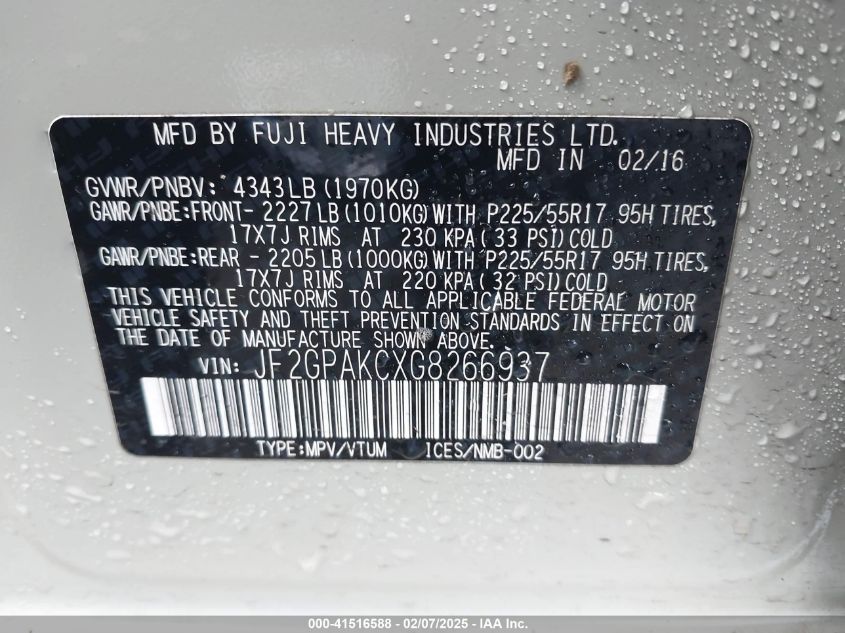 MFD BY FUJI HEAVY INDUSTRIES LTD.
MFD IN 02/16
GVWR/PNBV: 4343LB (1970KG)
GAWR/PNBE:FRONT- 2227LB (1010KG) WITH P225/55R17 95H TIRES,
17X7J RIMS AT 230 KPA ( 33 PSI) COLD
GAWR/PNBE:REAR - 2205LB (1000KG) WITH P225/55R17 95H TIRES,
17X7J RIMS AT 220 KPA ( 32 PSI) COLD
THIS VEHICLE CONFORMS TO ALL APPLICABLE FEDERAL MOTOR
VEHICLE SAFETY AND THEFT PREVENTION STANDARDS IN EFFECT ON
THE DATE OF MANUFACTURE SHOWN ABOVE.
VIN: JF2GPAKCXG8266937
TYPE:MPV/VTUM ICES/NMB-002
000-41516588 - 02/07/2025 - IAA Inc.